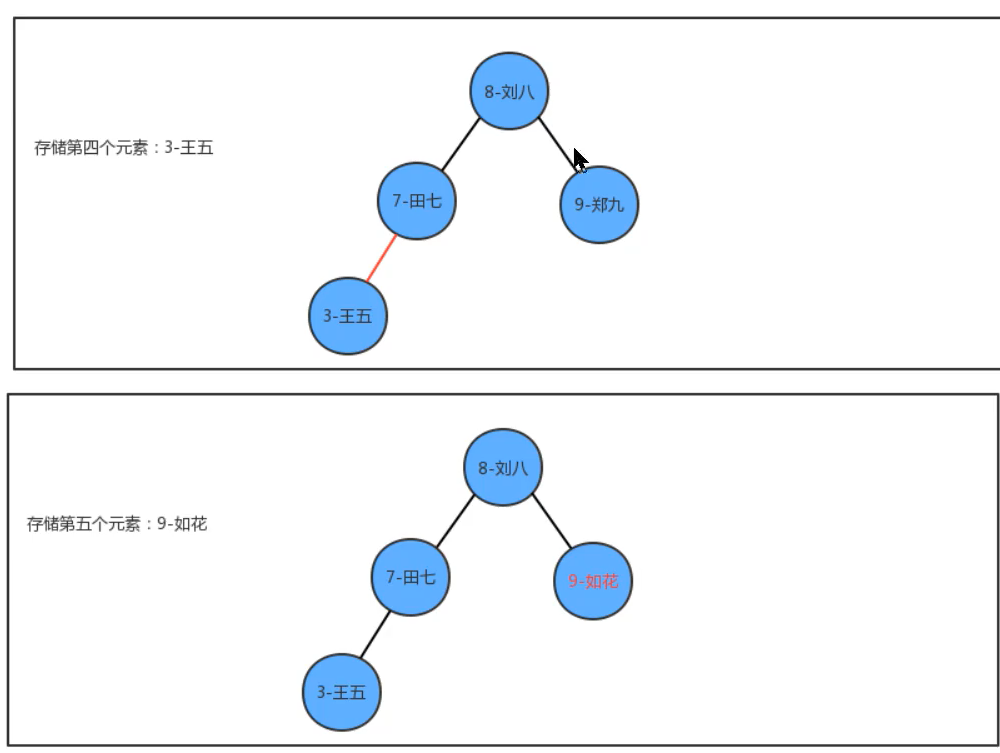 8-刘八
存储第四个元素：3-王五
7-田七
9-郑九
3-王五
8-刘八
存储第五个元素：9-如花
7-田七
9-如花
3-王五